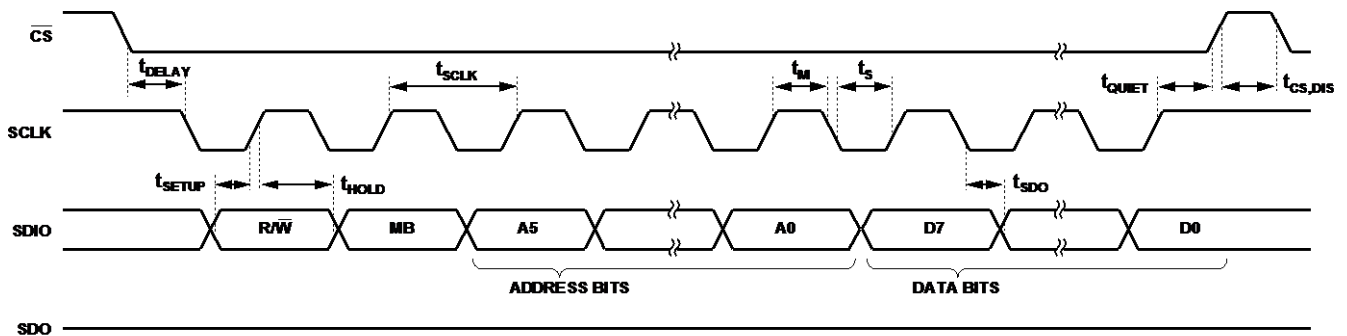 CS
tDELAY tSCLK tM tS tQUIET tCS,DIS
SCLK
tSETUP tHOLD tSDO
SDIO R/W MB A5 A0 D7 D0
ADDRESS BITS DATA BITS
SDO